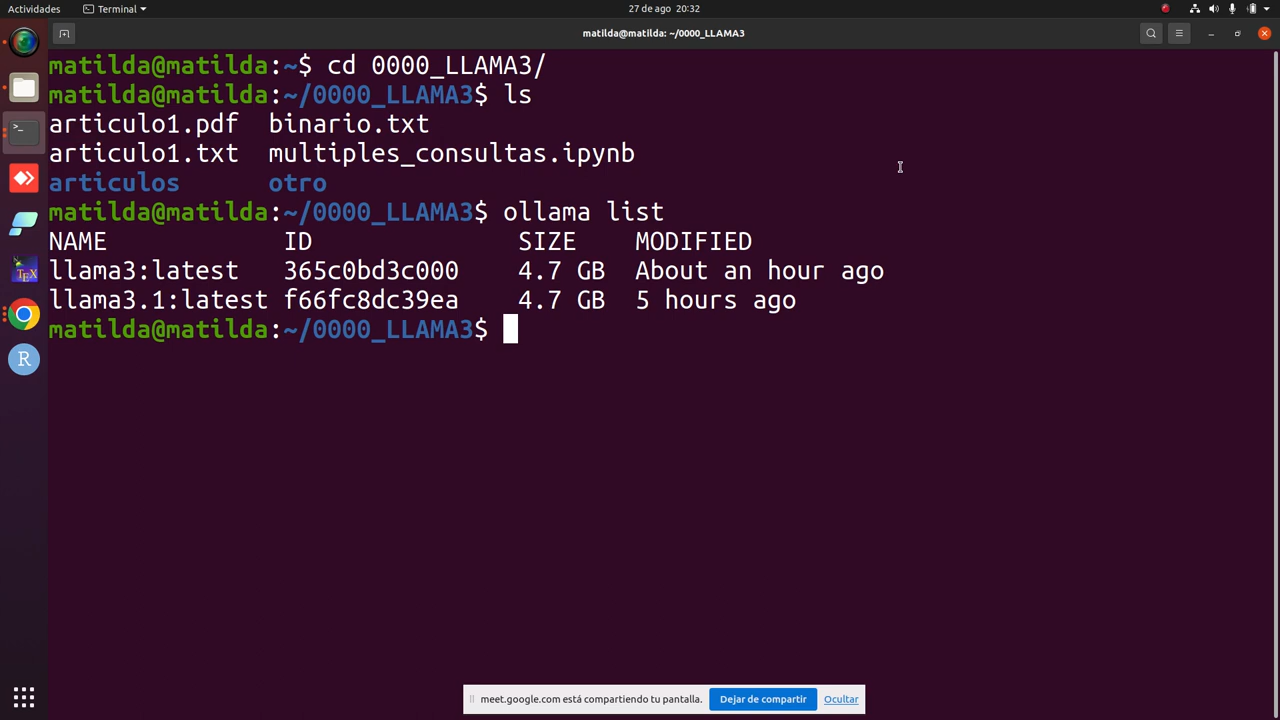 Actividades Terminal 27 de ago 20:32
matilda@matilda: ~/0000_LLAMA3
matilda@matilda:~$ cd 0000_LLAMA3/
matilda@matilda:~/0000_LLAMA3$ ls
articulo1.pdf binario.txt
articulo1.txt multiples_consultas.ipynb
articulos otro
matilda@matilda:~/0000_LLAMA3$ ollama list
NAME ID SIZE MODIFIED
llama3:latest 365c0bd3c000 4.7 GB About an hour ago
llama3.1:latest f66fc8dc39ea 4.7 GB 5 hours ago
matilda@matilda:~/0000_LLAMA3$
TEX
R
meet.google.com está compartiendo tu pantalla. Dejar de compartir Ocultar